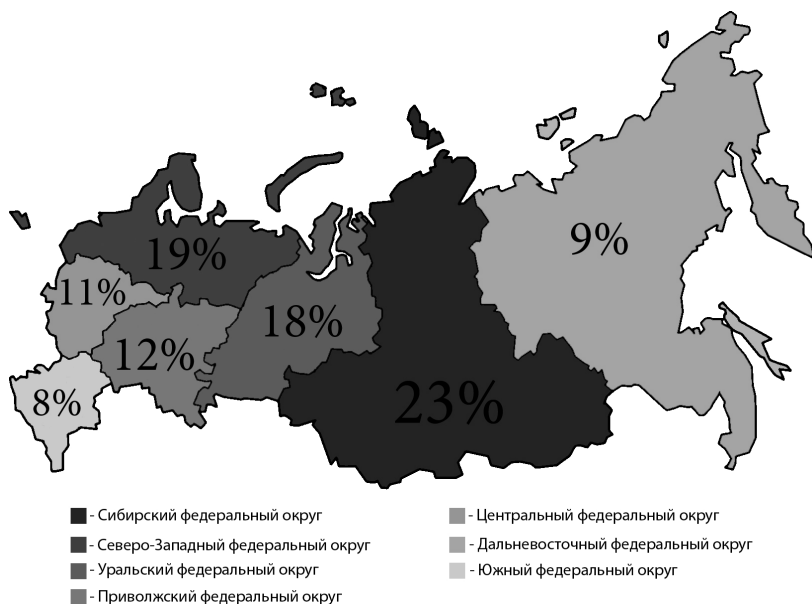 9%
19%
11%
18%
12%
8%
23%
- Сибирский федеральный округ
- Северо-Западный федеральный округ
- Уральский федеральный округ
- Приволжский федеральный округ
- Центральный федеральный округ
- Дальневосточный федеральный округ
- Южный федеральный округ